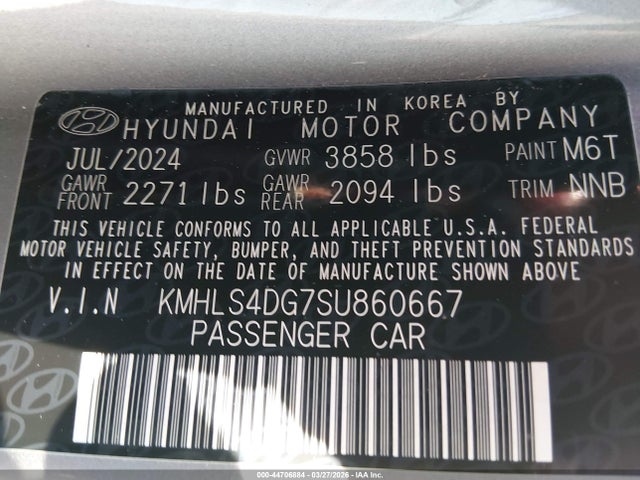 MANUFACTURED IN KOREA BY
HYUNDAI MOTOR COMPANY
JUL/2024 GVWR 3858 lbs PAINT M6T
GAWR FRONT 2271 lbs GAWR REAR 2094 lbs TRIM NNB
THIS VEHICLE CONFORMS TO ALL APPLICABLE U.S.A. FEDERAL
MOTOR VEHICLE SAFETY, BUMPER, AND THEFT PREVENTION STANDARDS
IN EFFECT ON THE DATE OF MANUFACTURE SHOWN ABOVE
V.I.N KMHLS4DG7SU860667
PASSENGER CAR
000-44706884 | 03/27/2026 | IAA Inc.